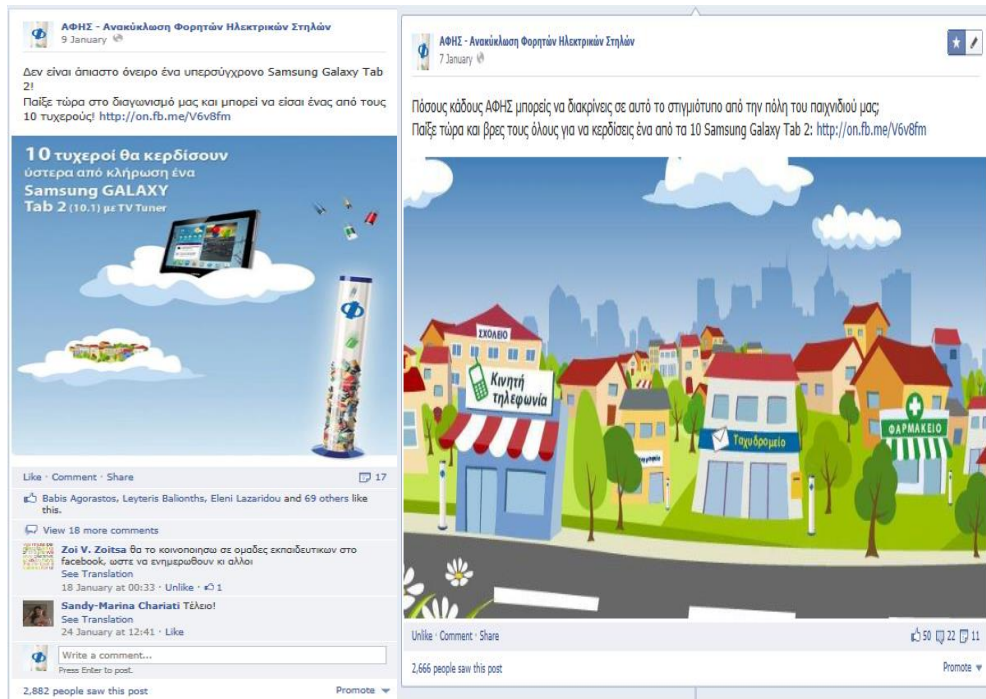 ΑΦΗΣ - Ανακύκλωση Φορητών Ηλεκτρικών Στηλών
9 January
Δεν είναι άπιαστο όνειρο ένα υπερσύγχρονο Samsung Galaxy Tab
2!
Παίξε τώρα στο διαγωνισμό μας και μπορεί να είσαι ένας από τους
10 τυχερούς! http://on.fb.me/V6v8fm
10 τυχεροί θα κερδίσουν
ύστερα από κλήρωση ένα
Samsung GALAXY
Tab 2 (10.1) με TV Tuner
Φ
Like · Comment · Share
17
Babis Agorastos, Leyteris Balionths, Eleni Lazaridou and 69 others like
this.
View 18 more comments
Zoi V. Zoitsa θα το κοινοποιησω σε ομαδες εκπαιδευτικων στο
facebook, ωστε να ενημερωθουν κι αλλοι
See Translation
18 January at 00:33 · Unlike · 1
Sandy-Marina Chariati Τέλειο!
See Translation
24 January at 12:41 · Like
Write a comment...
Press Enter to post.
2,882 people saw this post
Promote
ΑΦΗΣ - Ανακύκλωση Φορητών Ηλεκτρικών Στηλών
7 January
Πόσους κάδους ΑΦΗΣ μπορείς να διακρίνεις σε αυτό το στιγμιότυπο από την πόλη του παιχνιδιού μας;
Παίξε τώρα και βρες τους όλους για να κερδίσεις ένα από τα 10 Samsung Galaxy Tab 2: http://on.fb.me/V6v8fm
ΣΧΟΛΕΙΟ
Κινητή
τηλεφωνία
Ταχυδρομείο
ΦΑΡΜΑΚΕΙΟ
Unlike · Comment · Share
50 22 11
2,666 people saw this post
Promote